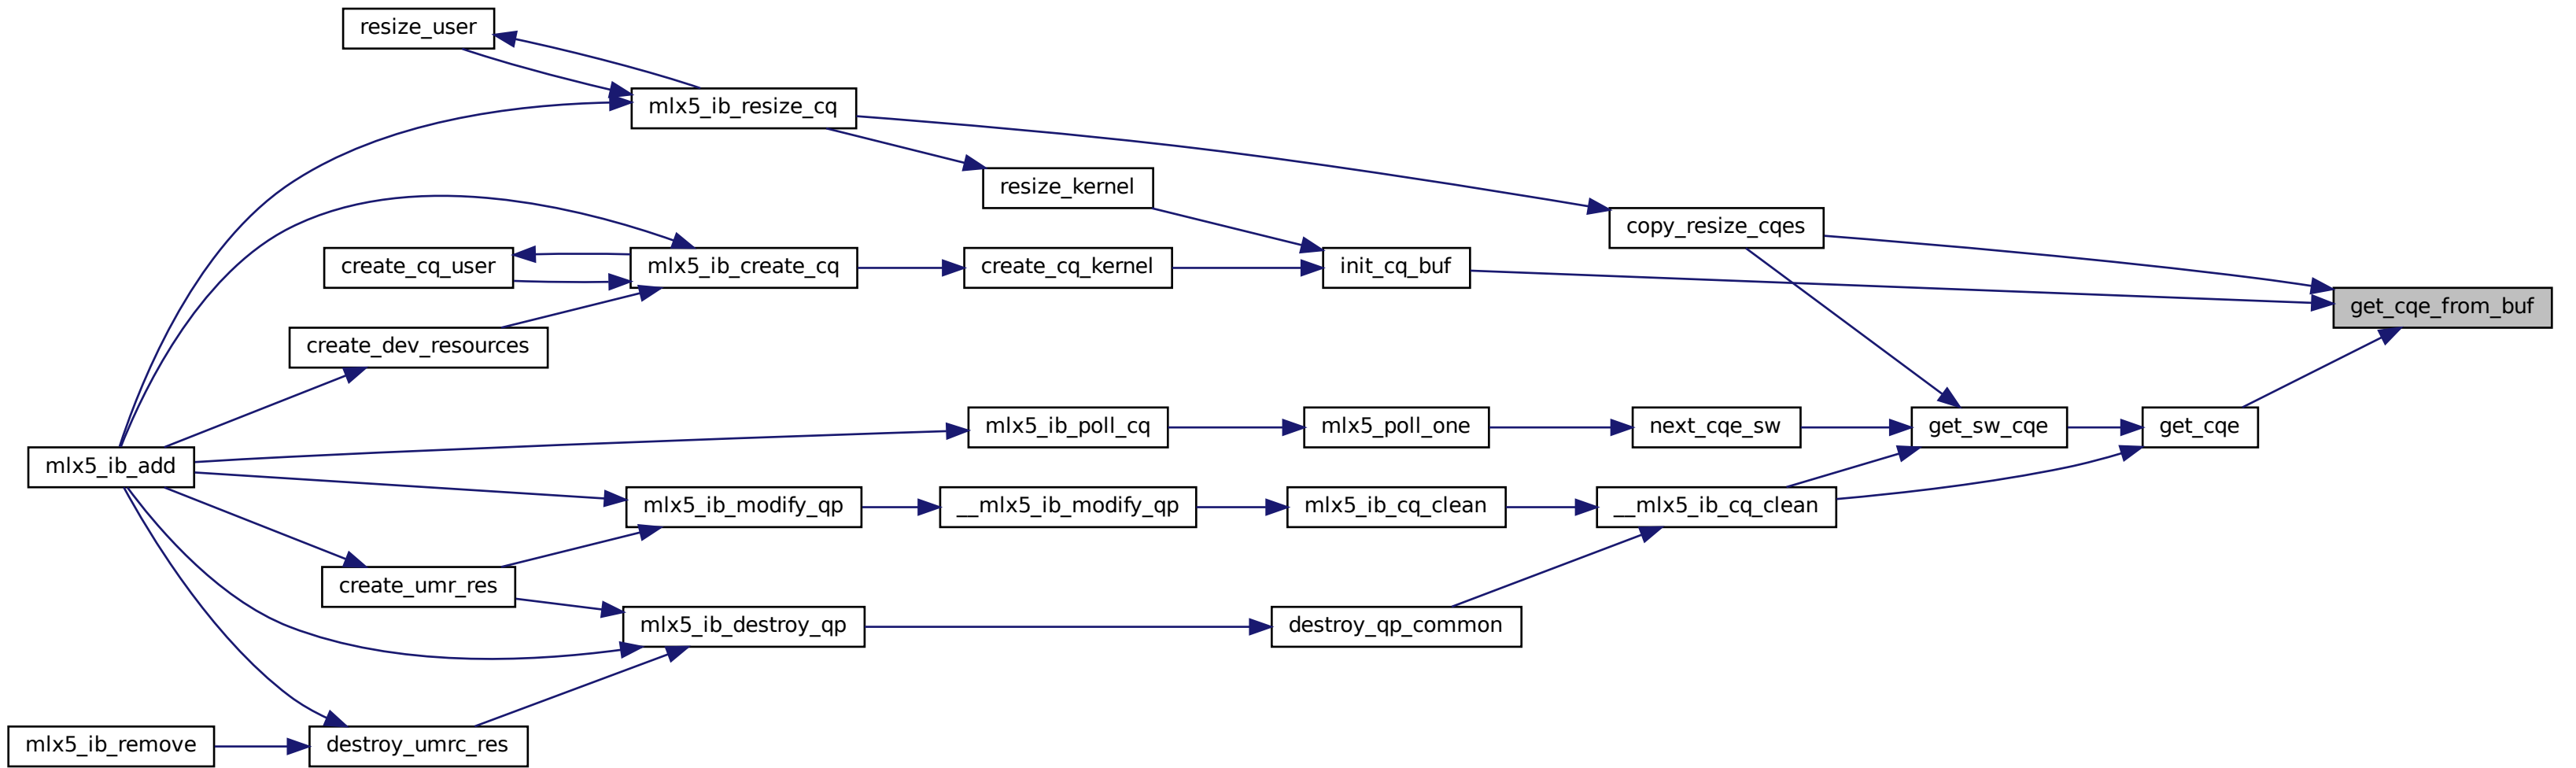 resize_user
mlx5_ib_resize_cq
resize_kernel
copy_resize_cqes
create_cq_user
mlx5_ib_create_cq
create_cq_kernel
init_cq_buf
get_cqe_from_buf
create_dev_resources
mlx5_ib_poll_cq
mlx5_poll_one
next_cqe_sw
get_sw_cqe
get_cqe
mlx5_ib_add
mlx5_ib_modify_qp
__mlx5_ib_modify_qp
mlx5_ib_cq_clean
__mlx5_ib_cq_clean
create_umr_res
mlx5_ib_destroy_qp
destroy_qp_common
mlx5_ib_remove
destroy_umrc_res